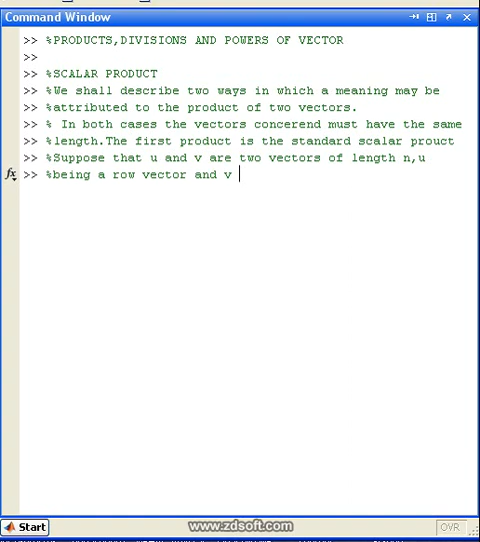 Command Window
>> %PRODUCTS,DIVISIONS AND POWERS OF VECTOR
>>
>> %SCALAR PRODUCT
>> %We shall describe two ways in which a meaning may be
>> %attributed to the product of two vectors.
>> % In both cases the vectors concerend must have the same
>> %length.The first product is the standard scalar prouct
>> %Suppose that u and v are two vectors of length n,u
fx >> %being a row vector and v
Start
www.zdsoft.com
OVR